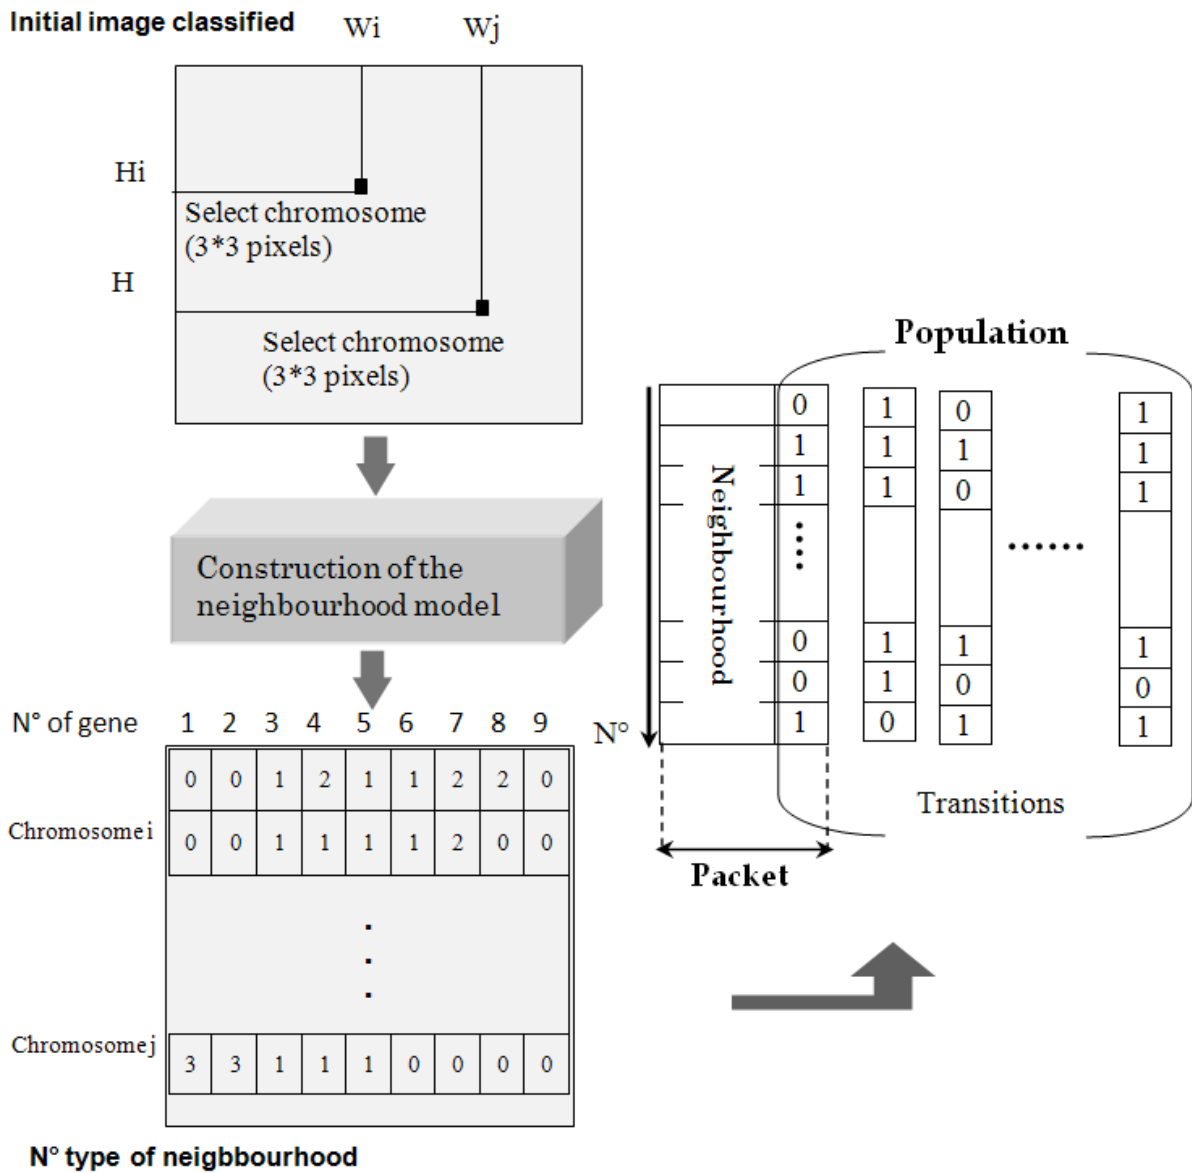 Initial image classified
Wi Wj
Hi
Select chromosome
(3*3 pixels)
H
Select chromosome
(3*3 pixels)
Construction of the
neighbourhood model
N° of gene 1 2 3 4 5 6 7 8 9
0 0 1 2 1 1 2 2 0
Chromosome i
0 0 1 1 1 1 2 0 0
.
.
.
Chromosome j
3 3 1 1 1 0 0 0 0
N° type of neigbbourhood
Population
0 1 0 1
1 1 1 1
1 1 0 1
Neighbourhood
....
......
0 1 1 1
0 1 0 0
1 0 1 1
N°
Transitions
Packet